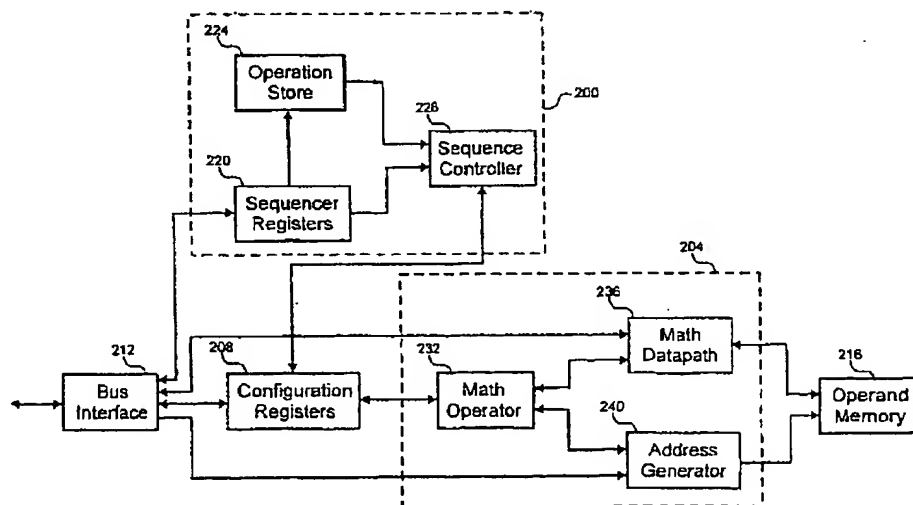 224
Operation
Store
226
200
Sequence
Controller
220
Sequencer
Registers
204
236
Math
Datapath
212
Bus
Interface
208
Configuration
Registers
232
Math
Operator
216
Operand
Memory
240
Address
Generator